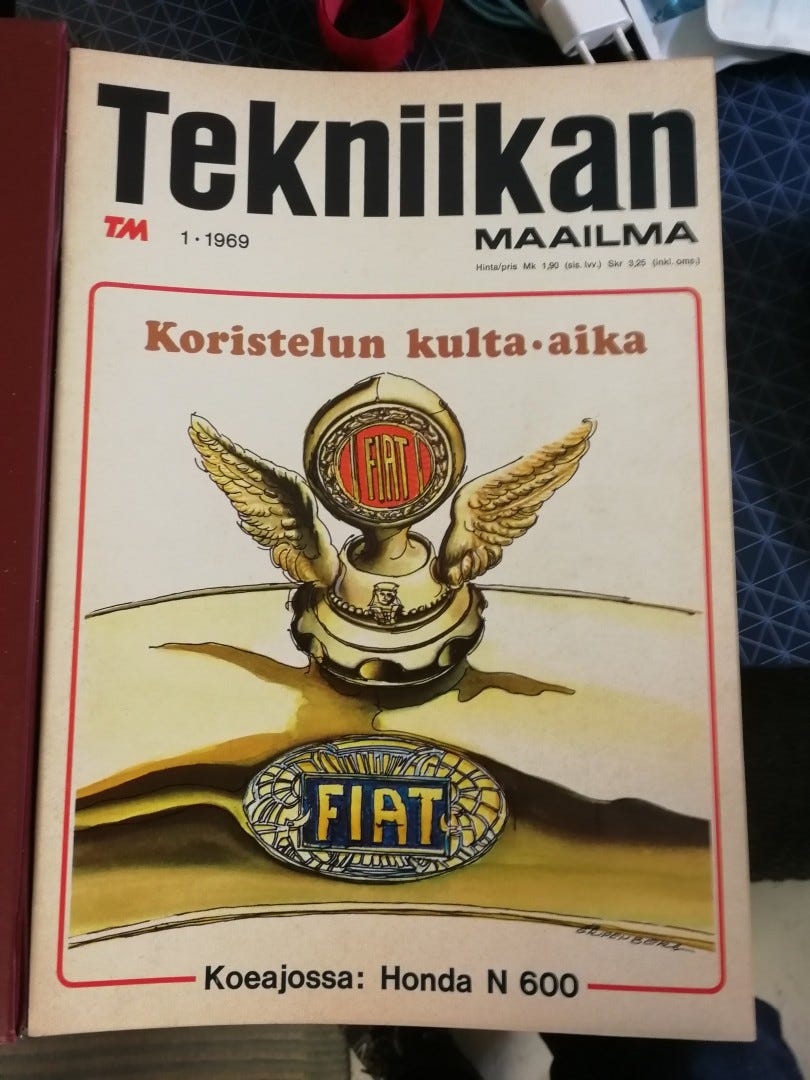 Tekniikan
TM 1·1969
MAAILMA
Hinta/pris Mk 1,90 (sis. lvv.) Skr 3,25 (inkl. oms.)
Koristelun kulta·aika
FIAT
FIAT
Koeajossa: Honda N 600